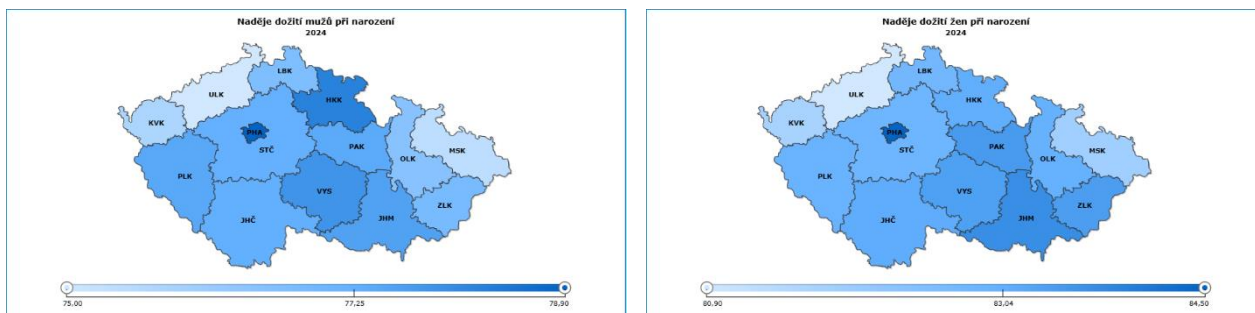 Naděje dožití mužů při narození
2024
LBK
ULK
HKK
KVK
PHA
STČ
PAK
OLK
MSK
PLK
VYS
ZLK
JHČ
JHM
75,00 77,25 78,90
Naděje dožití žen při narození
2024
LBK
ULK
HKK
KVK
PHA
STČ
PAK
OLK
MSK
PLK
VYS
ZLK
JHČ
JHM
80,90 83,04 84,50